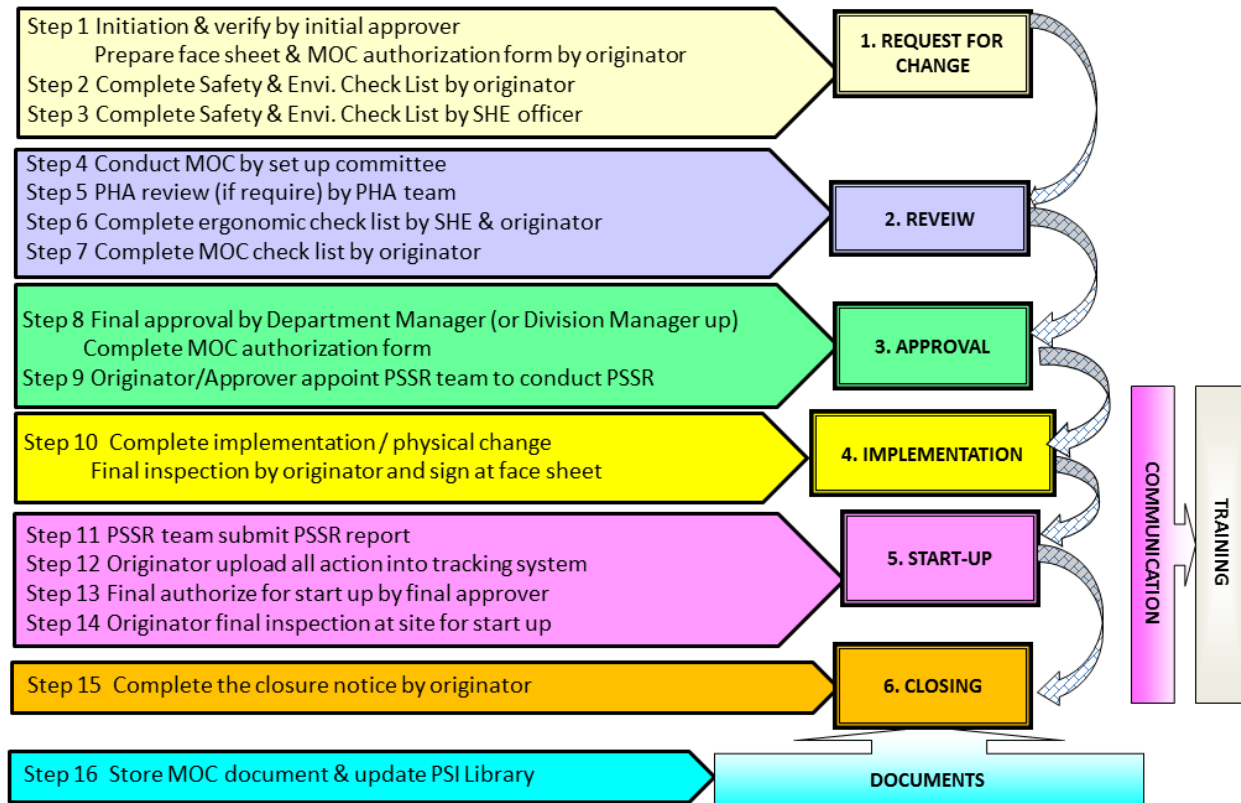 Step 1 Initiation & verify by initial approver
Prepare face sheet & MOC authorization form by originator
Step 2 Complete Safety & Envi. Check List by originator
Step 3 Complete Safety & Envi. Check List by SHE officer
1. REQUEST FOR
CHANGE
Step 4 Conduct MOC by set up committee
Step 5 PHA review (if require) by PHA team
Step 6 Complete ergonomic check list by SHE & originator
Step 7 Complete MOC check list by originator
2. REVEIW
Step 8 Final approval by Department Manager (or Division Manager up)
Complete MOC authorization form
Step 9 Originator/Approver appoint PSSR team to conduct PSSR
3. APPROVAL
Step 10 Complete implementation / physical change
Final inspection by originator and sign at face sheet
4. IMPLEMENTATION
Step 11 PSSR team submit PSSR report
Step 12 Originator upload all action into tracking system
Step 13 Final authorize for start up by final approver
Step 14 Originator final inspection at site for start up
5. START-UP
COMMUNICATION
TRAINING
Step 15 Complete the closure notice by originator
6. CLOSING
Step 16 Store MOC document & update PSI Library
DOCUMENTS